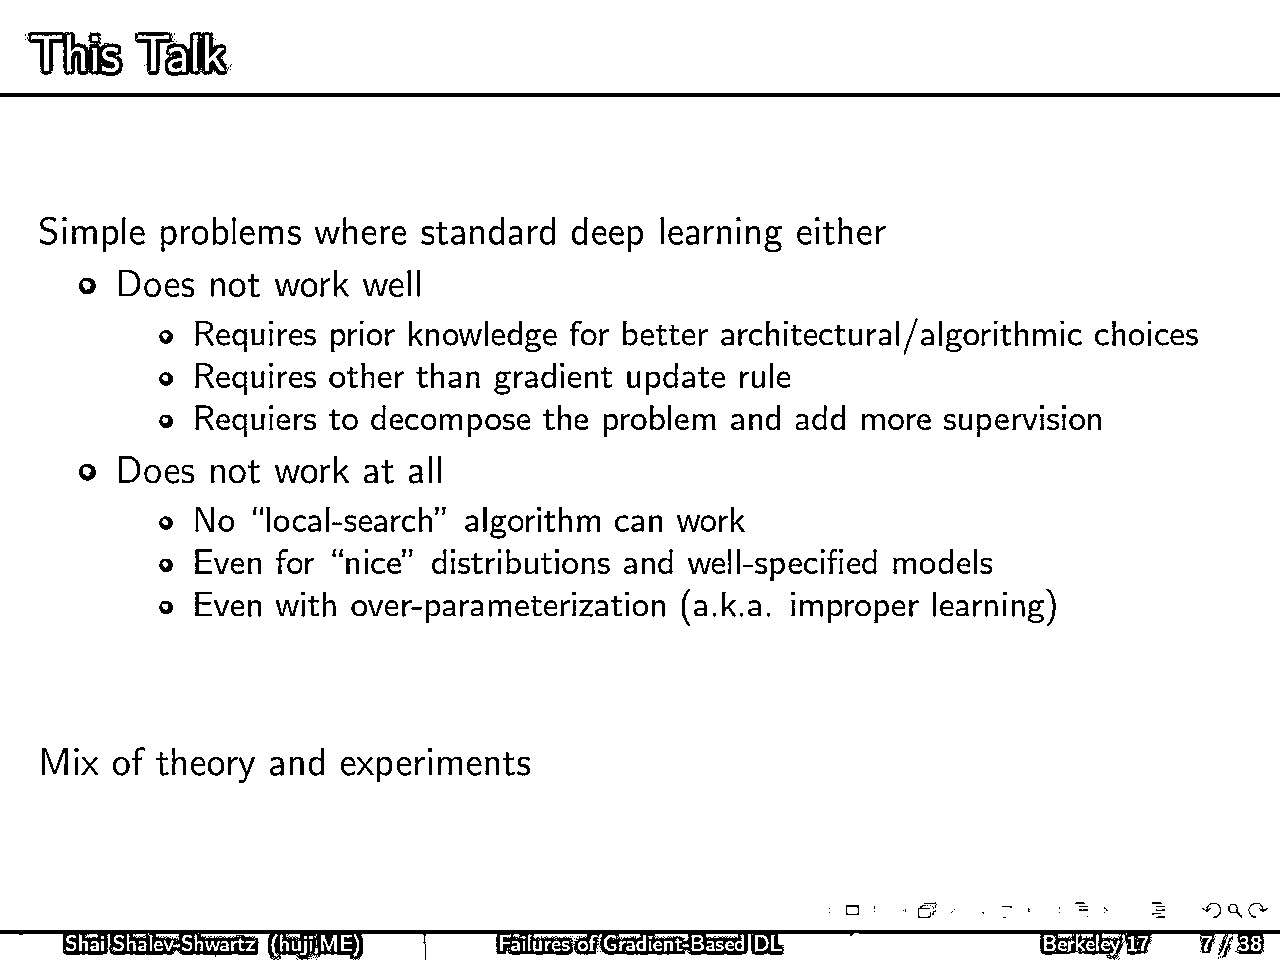 This Talk
Simple problems where standard deep learning either
Does not work well
Requires prior knowledge for better architectural/algorithmic choices
Requires other than gradient update rule
Requiers to decompose the problem and add more supervision
Does not work at all
No “local-search” algorithm can work
Even for “nice” distributions and well-specified models
Even with over-parameterization (a.k.a. improper learning)
Mix of theory and experiments
Shai Shalev-Shwartz (huji,ME) Failures of Gradient-Based DL Berkeley'17 7 / 38